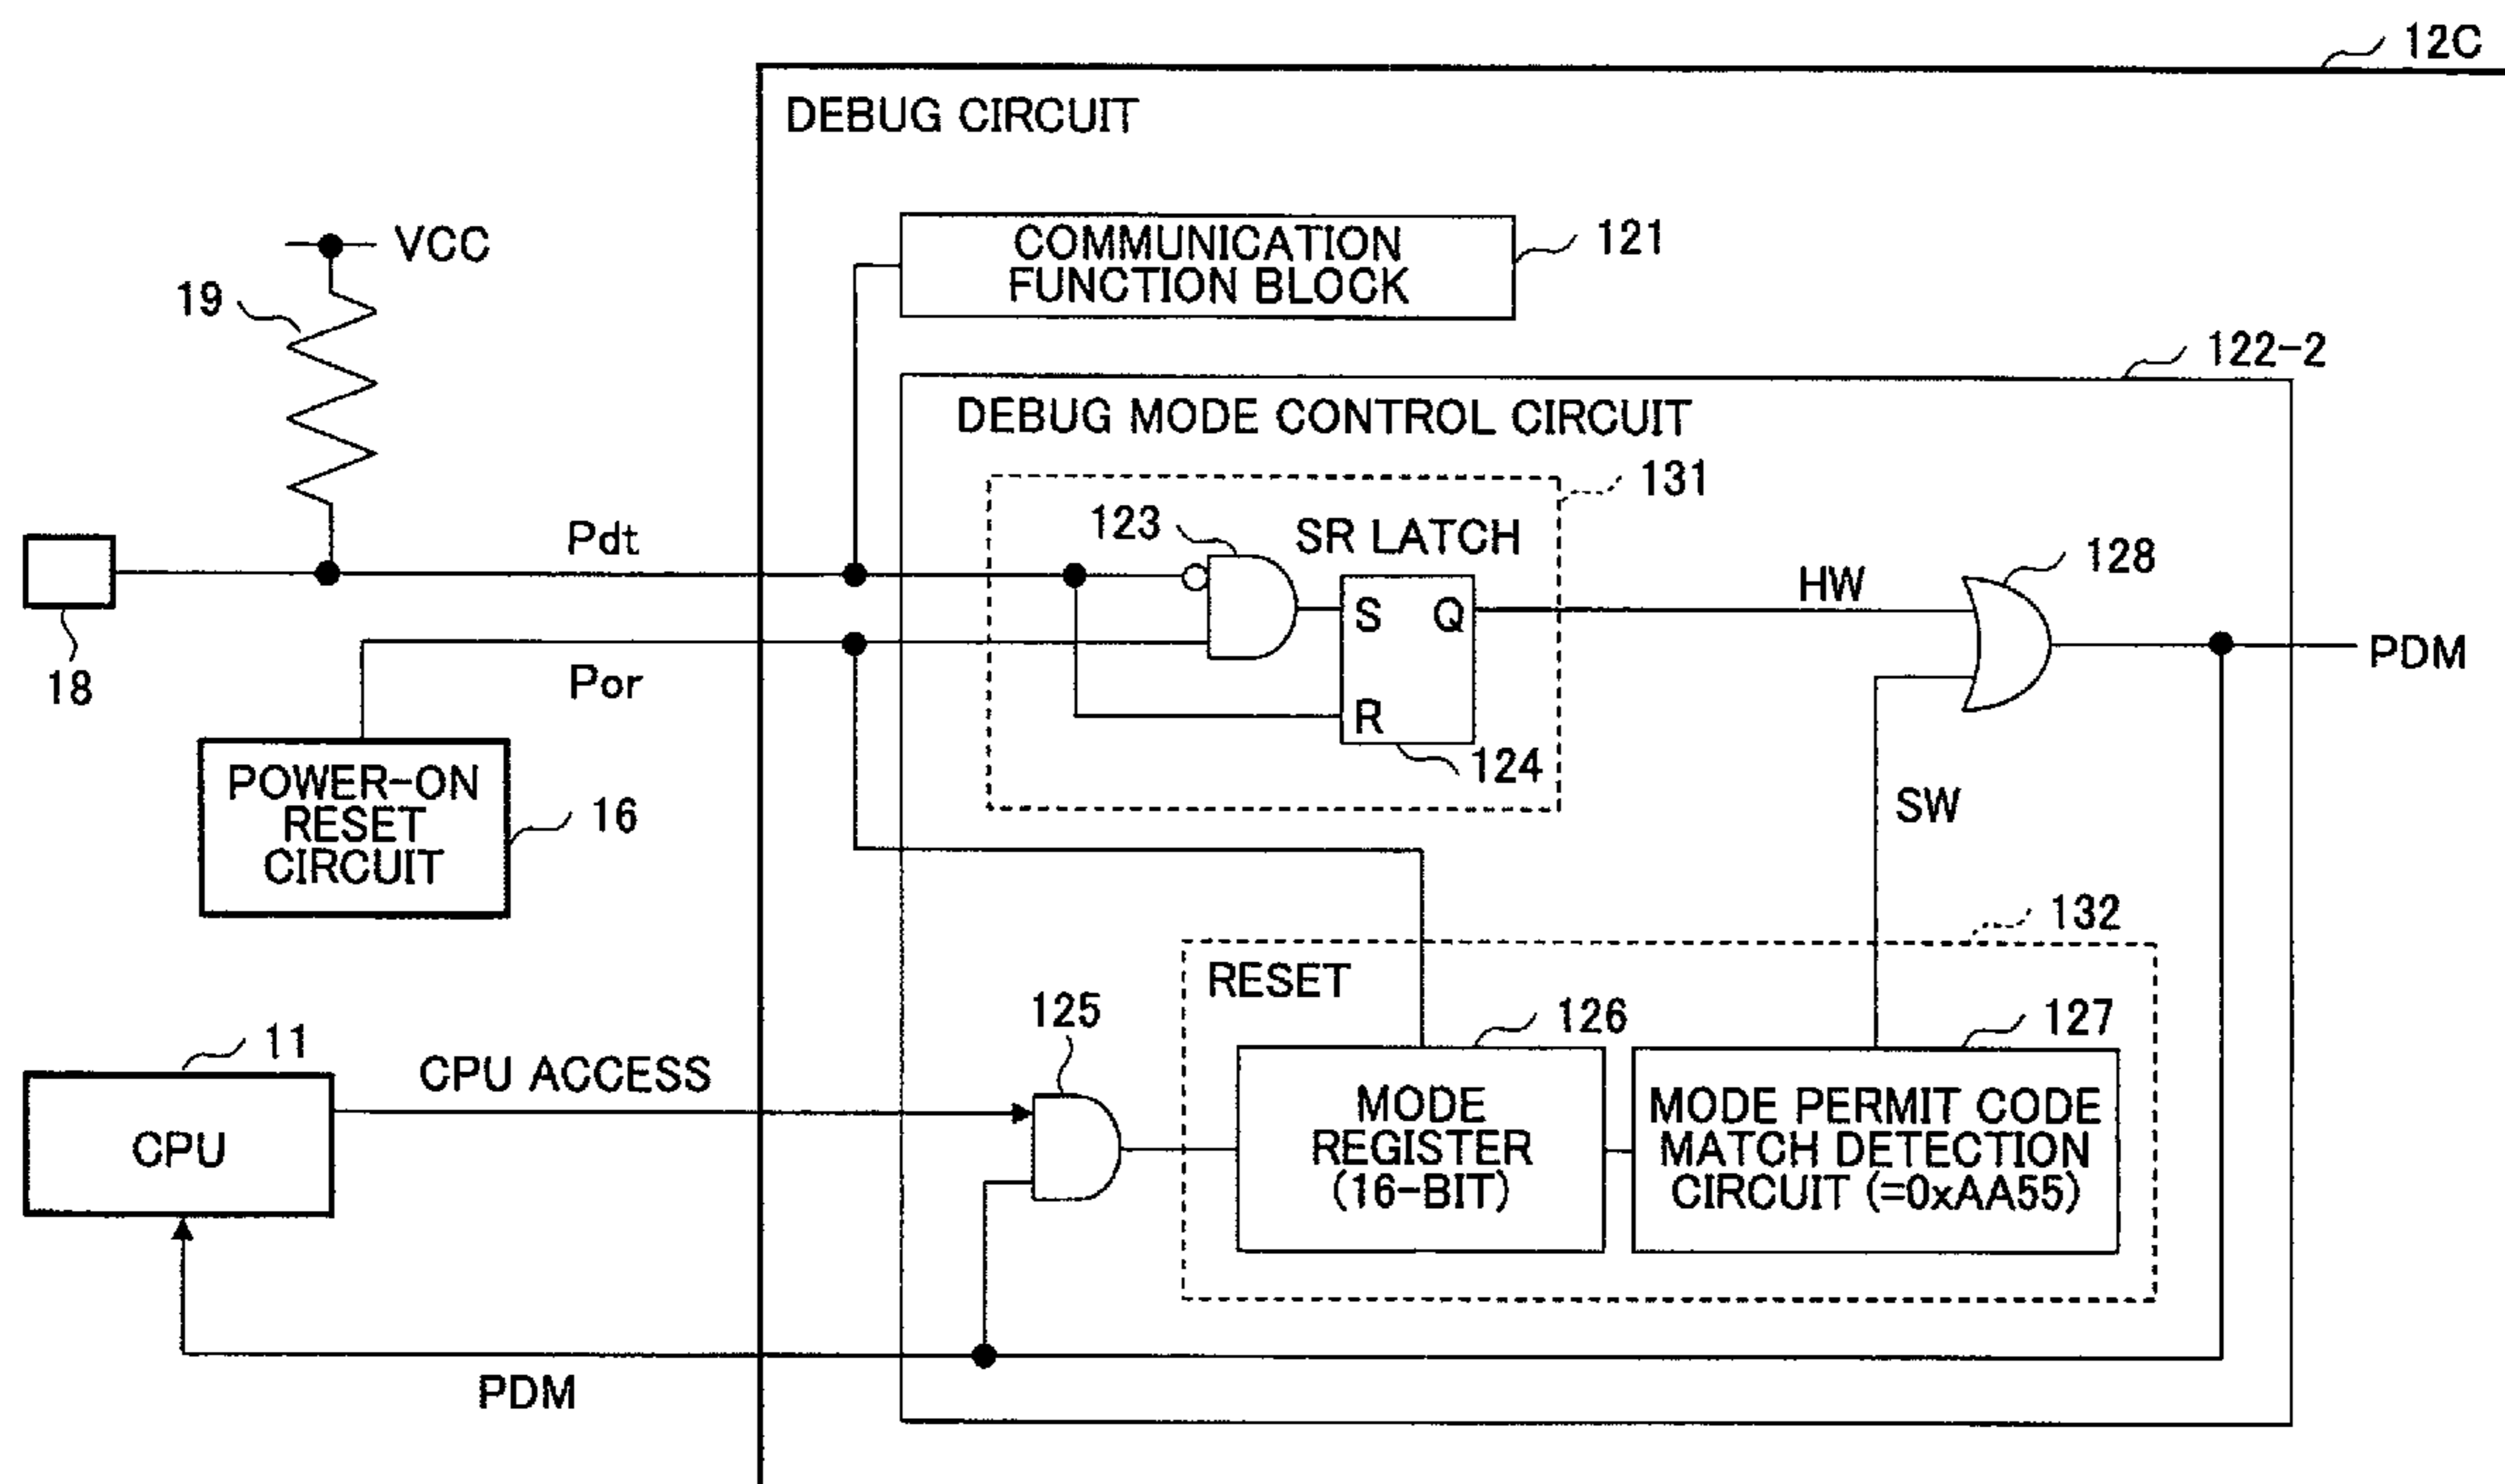 12C
DEBUG CIRCUIT
COMMUNICATION
FUNCTION BLOCK
121
VCC
19
122-2
DEBUG MODE CONTROL CIRCUIT
131
123
SR LATCH
Pdt
18
Por
S
Q
R
124
HW
128
PDM
POWER-ON
RESET
CIRCUIT
16
SW
132
RESET
125
126
127
11
CPU ACCESS
CPU
MODE
REGISTER
(16-BIT)
MODE PERMIT CODE
MATCH DETECTION
CIRCUIT (=0xAA55)
PDM